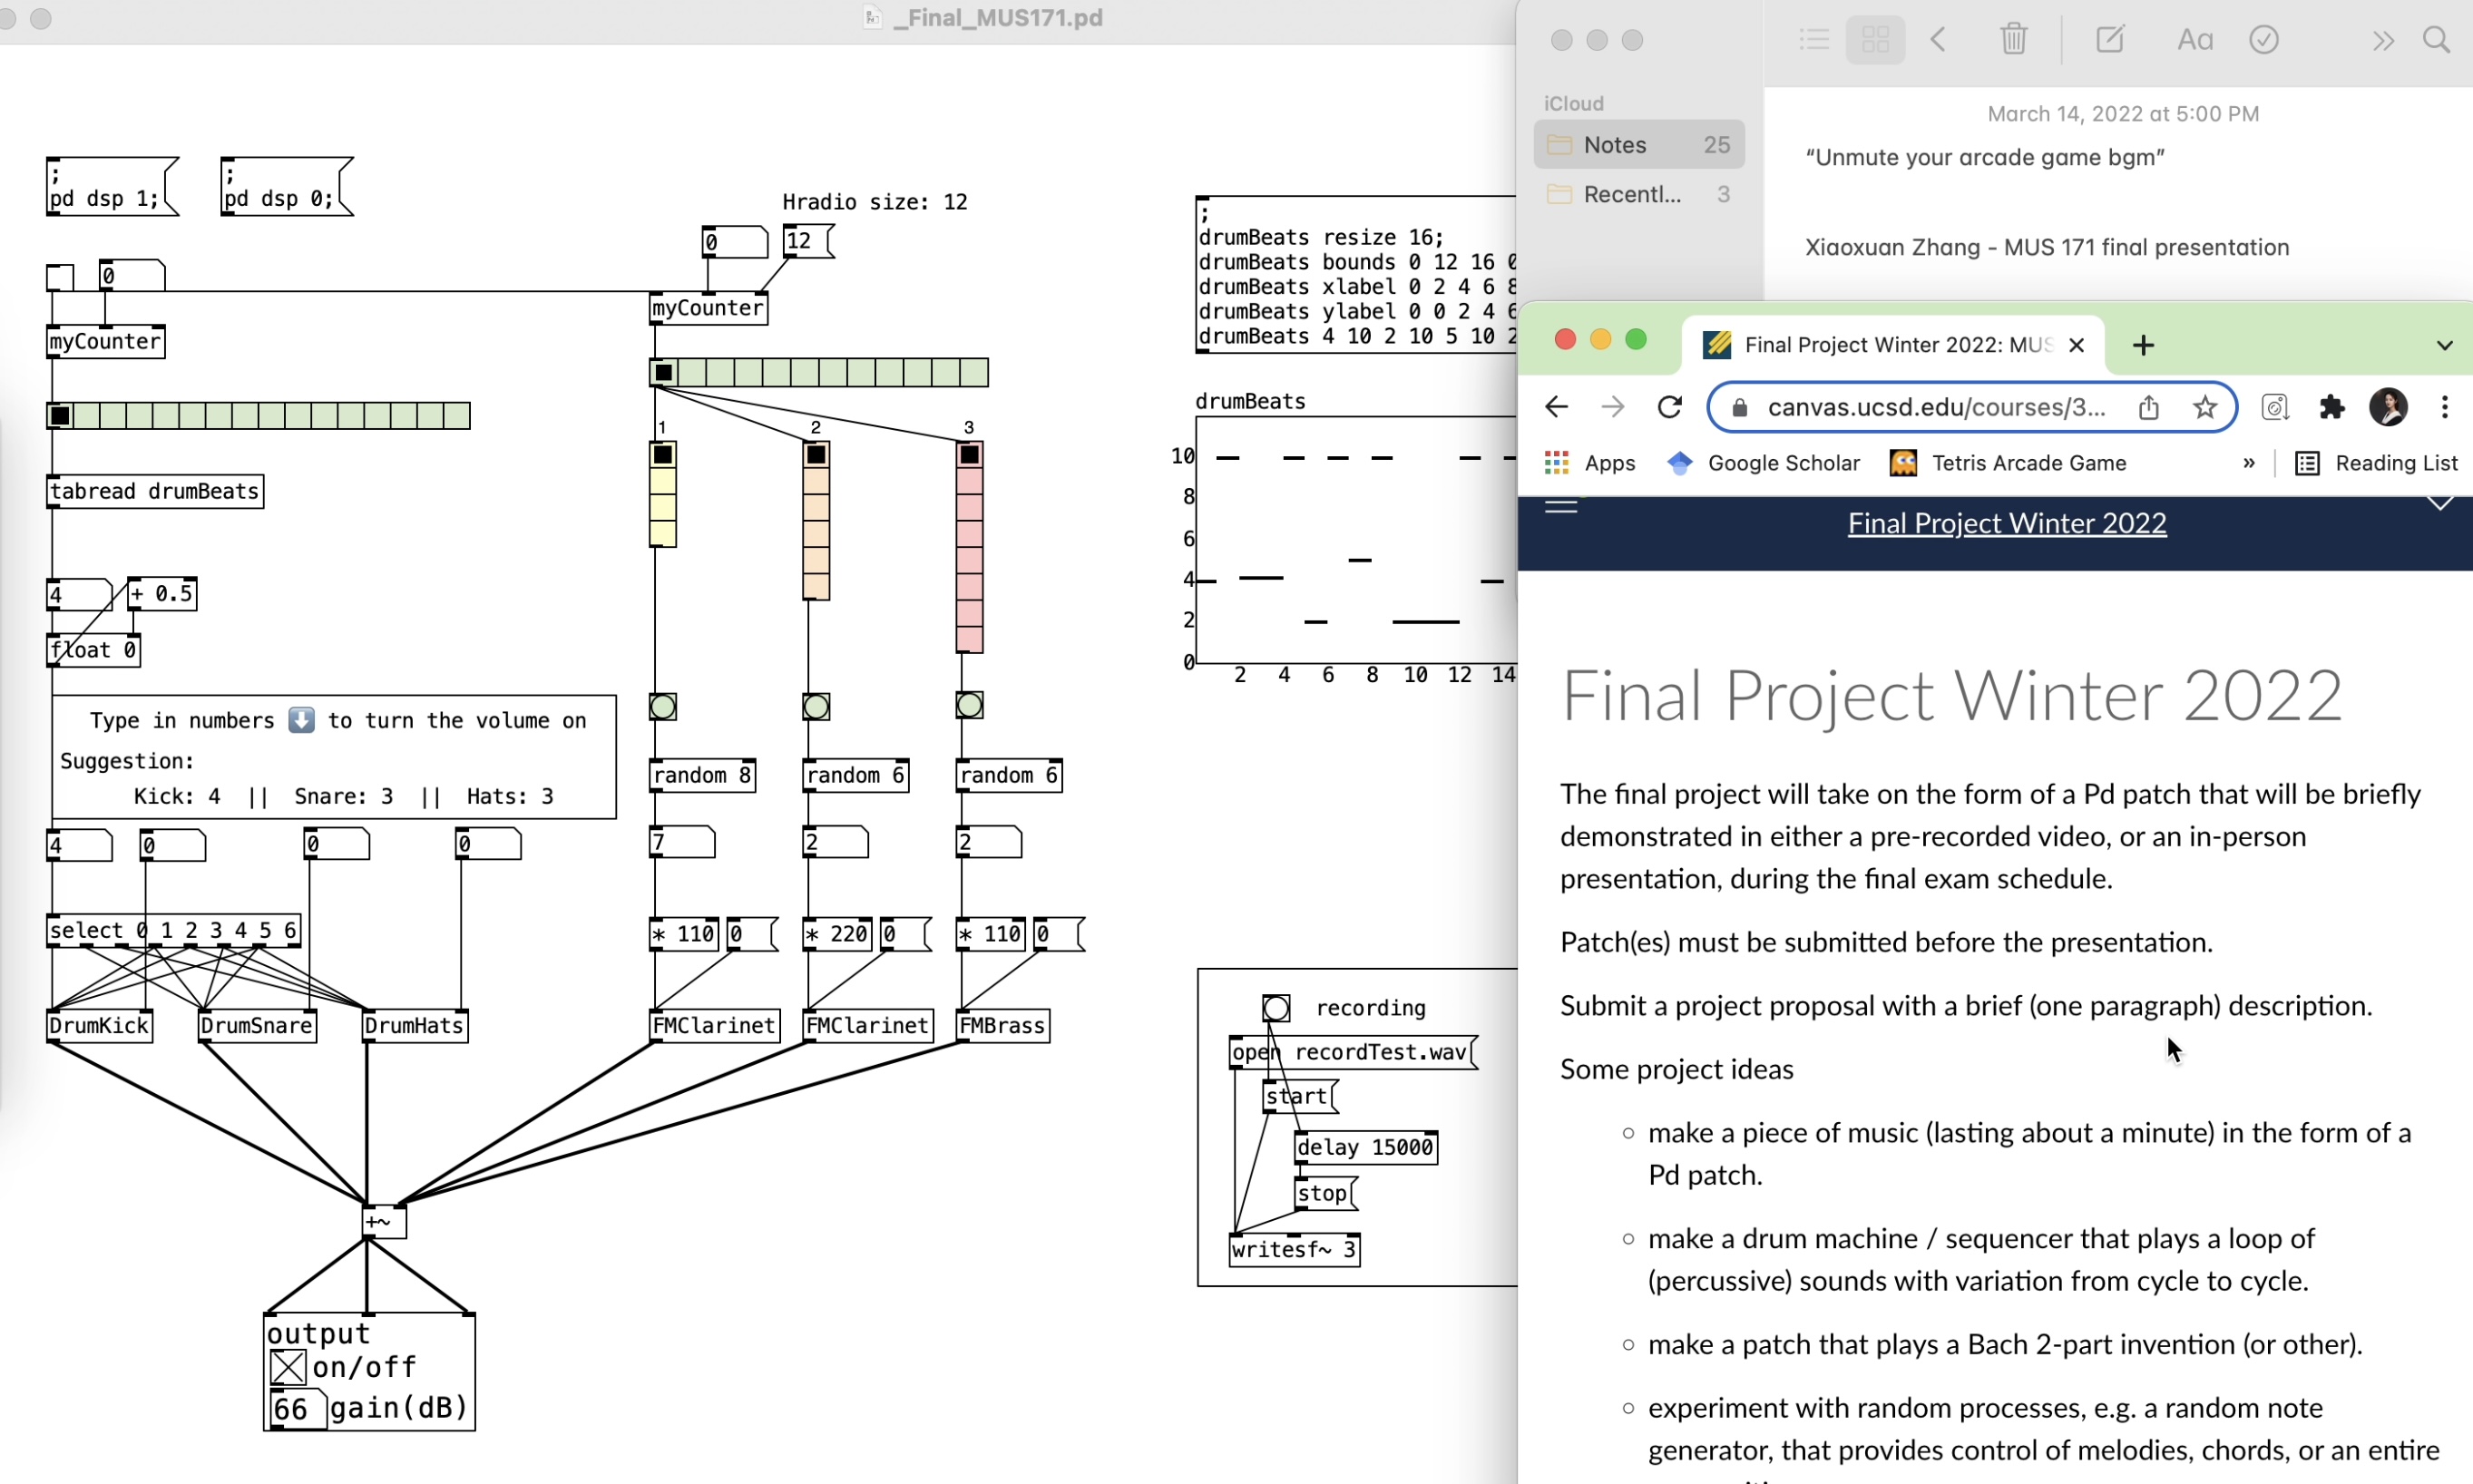 _Final_MUS171.pd
;
pd dsp 1;
;
pd dsp 0;
0
myCounter
tabread drumBeats
4
+ 0.5
float 0
Type in numbers ⬇️ to turn the volume on
Suggestion:
Kick: 4 || Snare: 3 || Hats: 3
4
0
0
0
select 0 1 2 3 4 5 6
DrumKick
DrumSnare
DrumHats
+~
output
on/off
66 gain(dB)
Hradio size: 12
0
12
myCounter
1
2
3
random 8
random 6
random 6
7
2
2
* 110
0
* 220
0
* 110
0
FMClarinet
FMClarinet
FMBrass
;
drumBeats resize 16;
drumBeats bounds 0 12 16
drumBeats xlabel 0 2 4 6
drumBeats ylabel 0 0 2 4
drumBeats 4 10 2 10 5 10 2
drumBeats
10
8
6
4
2
0
2 4 6 8 10 12 14
recording
open recordTest.wav
start
delay 15000
stop
writesf~ 3
iCloud
Notes 25
Recentl... 3
Aa
March 14, 2022 at 5:00 PM
“Unmute your arcade game bgm”
Xiaoxuan Zhang - MUS 171 final presentation
Final Project Winter 2022: MUS
canvas.ucsd.edu/courses/3...
Apps
Google Scholar
Tetris Arcade Game
»
Reading List
Final Project Winter 2022
Final Project Winter 2022
The final project will take on the form of a Pd patch that will be briefly
demonstrated in either a pre-recorded video, or an in-person
presentation, during the final exam schedule.
Patch(es) must be submitted before the presentation.
Submit a project proposal with a brief (one paragraph) description.
Some project ideas
make a piece of music (lasting about a minute) in the form of a
Pd patch.
make a drum machine / sequencer that plays a loop of
(percussive) sounds with variation from cycle to cycle.
make a patch that plays a Bach 2-part invention (or other).
experiment with random processes, e.g. a random note
generator, that provides control of melodies, chords, or an entire